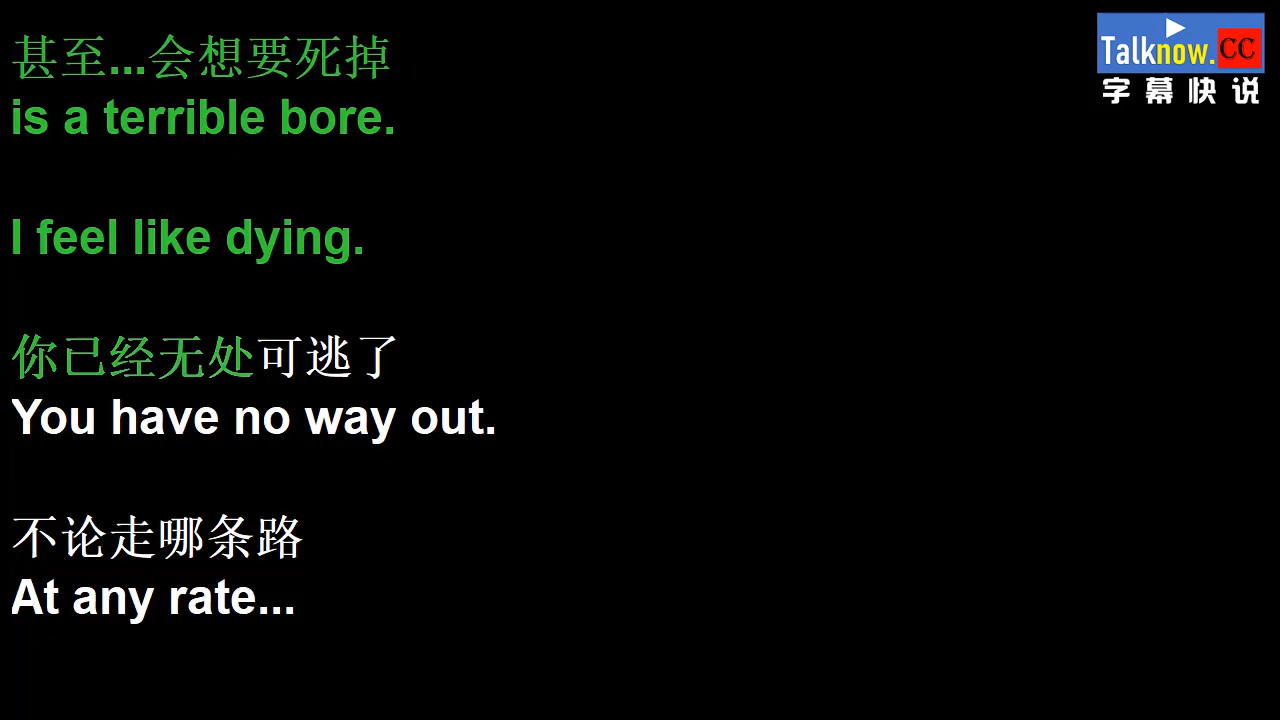 甚至...会想要死掉
is a terrible bore.
I feel like dying.
你已经无处可逃了
You have no way out.
不论走哪条路
At any rate...
Talknow.CC
字幕快说